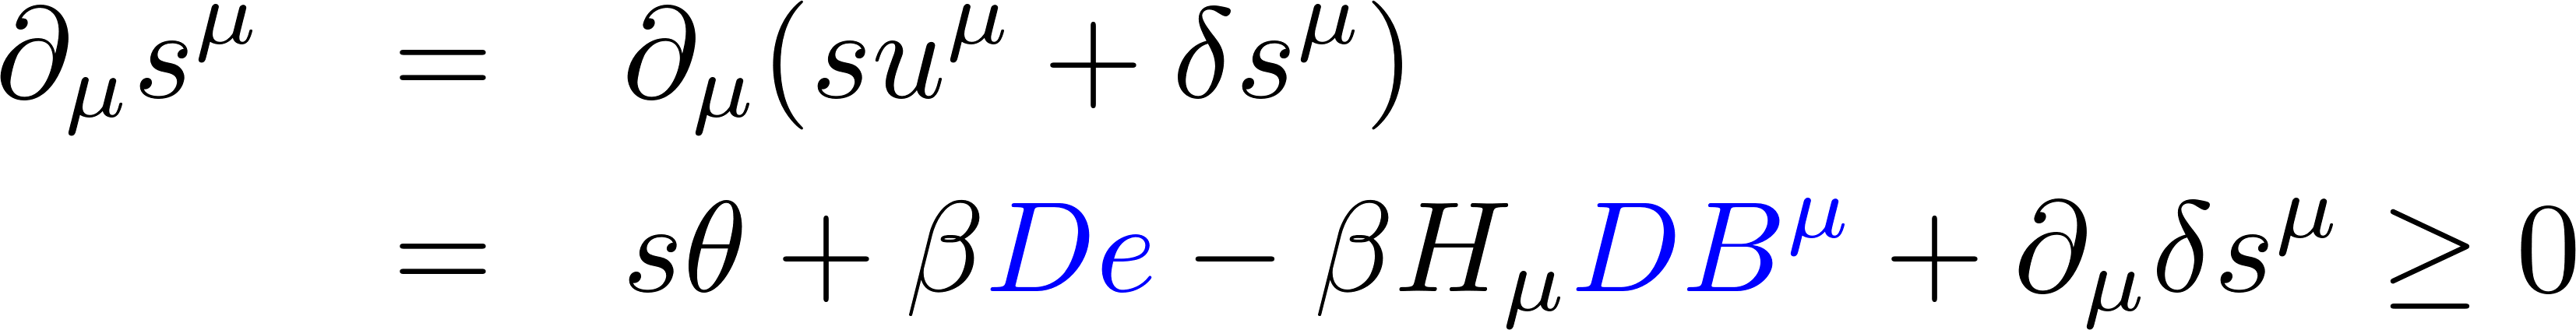 ∂_μ s^μ = ∂_μ(su^μ + δs^μ)
= sθ + βDe − βH_μ DB^μ + ∂_μ δs^μ ≥ 0